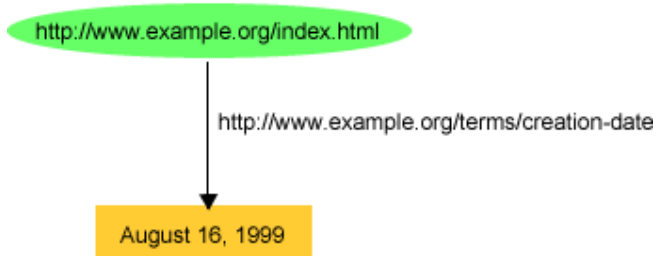 http://www.example.org/index.html
http://www.example.org/terms/creation-date
August 16, 1999